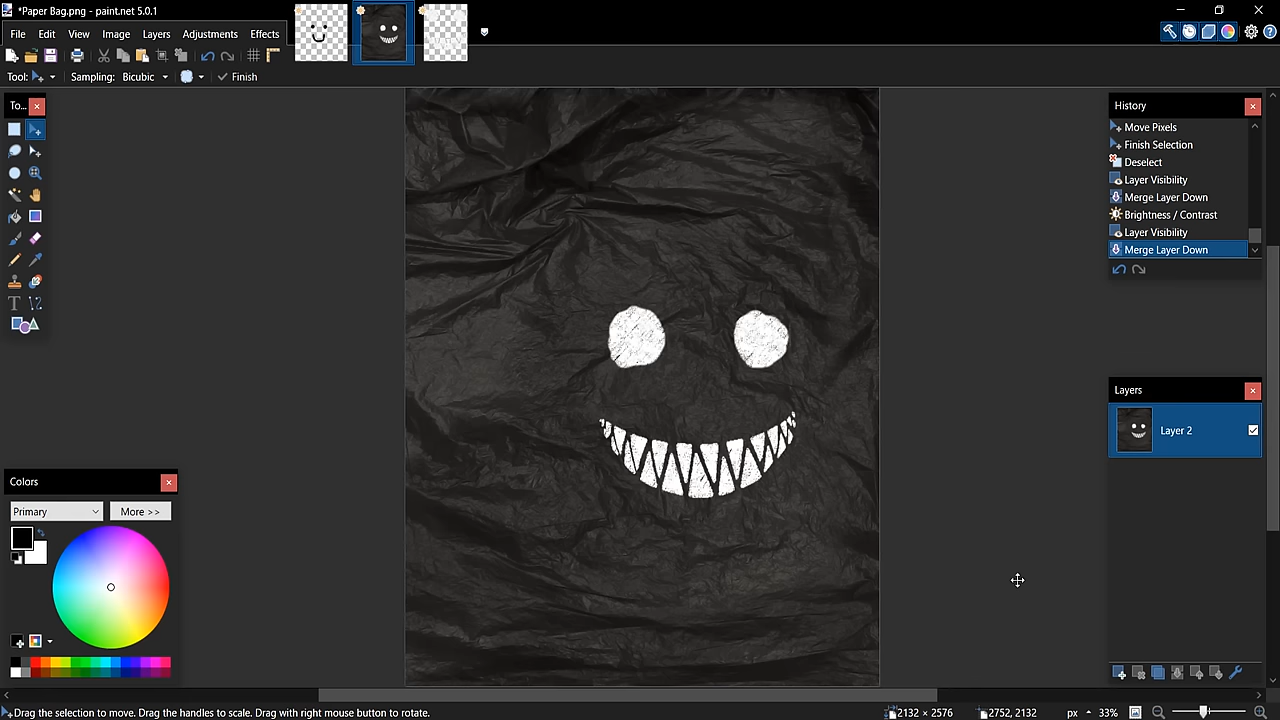 *Paper Bag.png - paint.net 5.0.1
File View Image Layers Adjustments Effects
Tool: Sampling: Bicubic Finish
To...
History
Move Pixels
Finish Selection
Deselect
Layer Visibility
Merge Layer Down
Brightness / Contrast
Layer Visibility
Merge Layer Down
Layers
Layer 2
Colors
Primary More >>
Drag the selection to move. Drag the handles to scale. Drag with right mouse button to rotate. 2132 × 2576 2752, 2132 px 33%